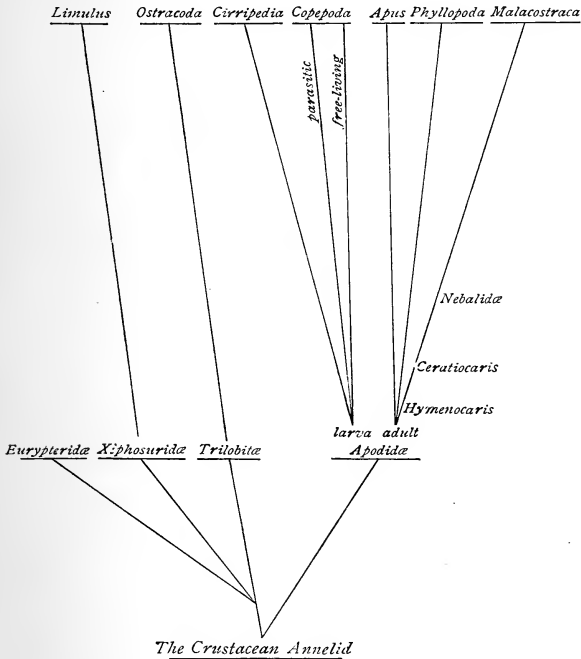 Limulus Ostracoda Cirripedia Copepoda Apus Phyllopoda Malacostraca
parasitic
free-living
Nebalidæ
Ceratiocaris
Hymenocaris
larva adult
Eurypteridæ Xiphosuridæ Trilobitæ Apodidæ
The Crustacean Annelid